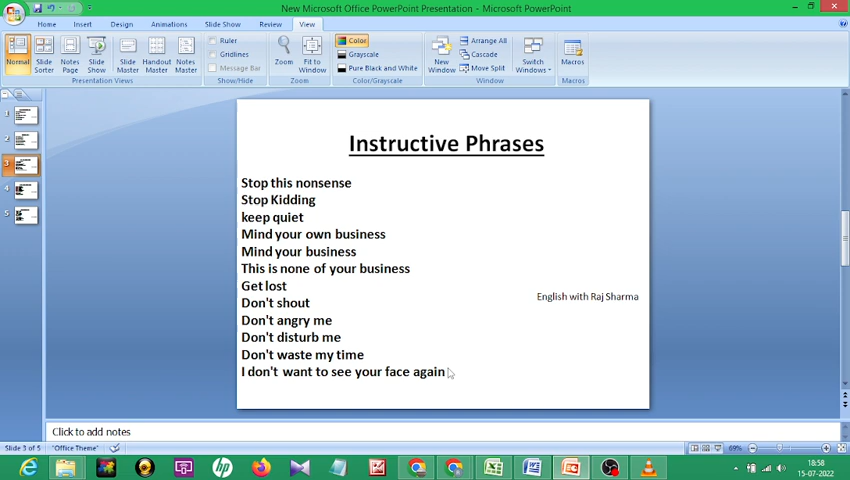 New Microsoft Office PowerPoint Presentation - Microsoft PowerPoint
Home Insert Design Animations Slide Show Review View
Normal Slide Sorter Notes Page Slide Show Slide Master Handout Master Notes Master
Presentation Views
Ruler
Gridlines
Message Bar
Show/Hide
Zoom Fit to Window
Zoom
Color
Grayscale
Pure Black and White
Color/Grayscale
New Window
Arrange All
Cascade
Move Split
Switch Windows
Window
Macros
Macros
1
2
3
4
5
Instructive Phrases
Stop this nonsense
Stop Kidding
keep quiet
Mind your own business
Mind your business
This is none of your business
Get lost
Don't shout
Don't angry me
Don't disturb me
Don't waste my time
I don't want to see your face again
English with Raj Sharma
Click to add notes
Slide 3 of 5 "Office Theme" 69%
18:58
15-07-2022